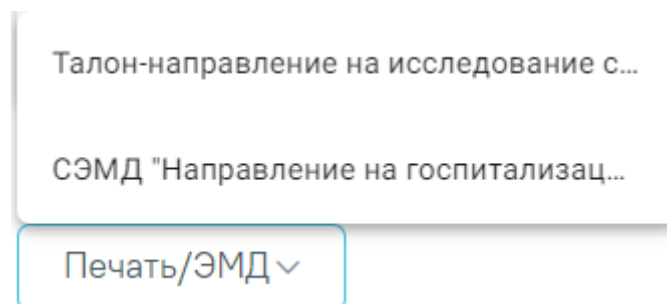 Талон-направление на исследование с...
СЭМД "Направление на госпитализац...
Печать/ЭМД